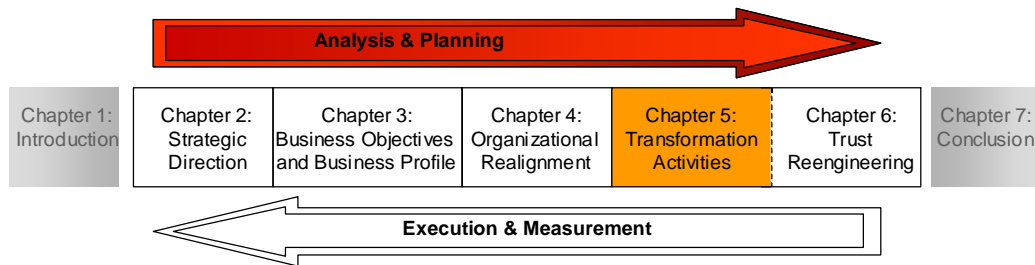 Analysis & Planning
Chapter 1:
Introduction
Chapter 2:
Strategic
Direction
Chapter 3:
Business Objectives
and Business Profile
Chapter 4:
Organizational
Realignment
Chapter 5:
Transformation
Activities
Chapter 6:
Trust
Reengineering
Chapter 7:
Conclusion
Execution & Measurement